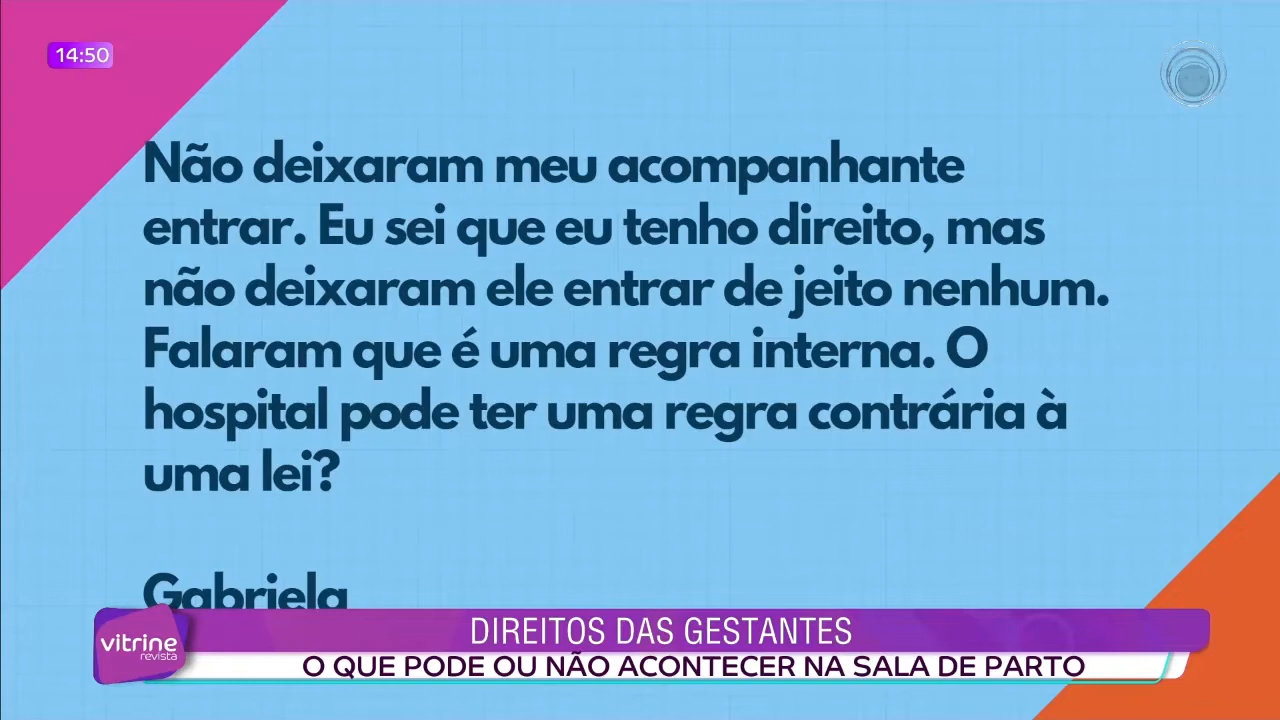 14:50
Não deixaram meu acompanhante
entrar. Eu sei que eu tenho direito, mas
não deixaram ele entrar de jeito nenhum.
Falaram que é uma regra interna. O
hospital pode ter uma regra contrária à
uma lei?
Gabriela
vitrine
revista
DIREITOS DAS GESTANTES
O QUE PODE OU NÃO ACONTECER NA SALA DE PARTO